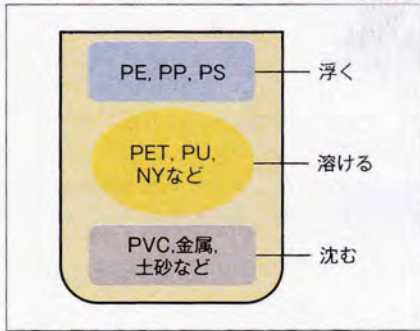 PE, PP, PS
浮く
PET, PU,
NYなど
溶ける
PVC,金属,
土砂など
沈む